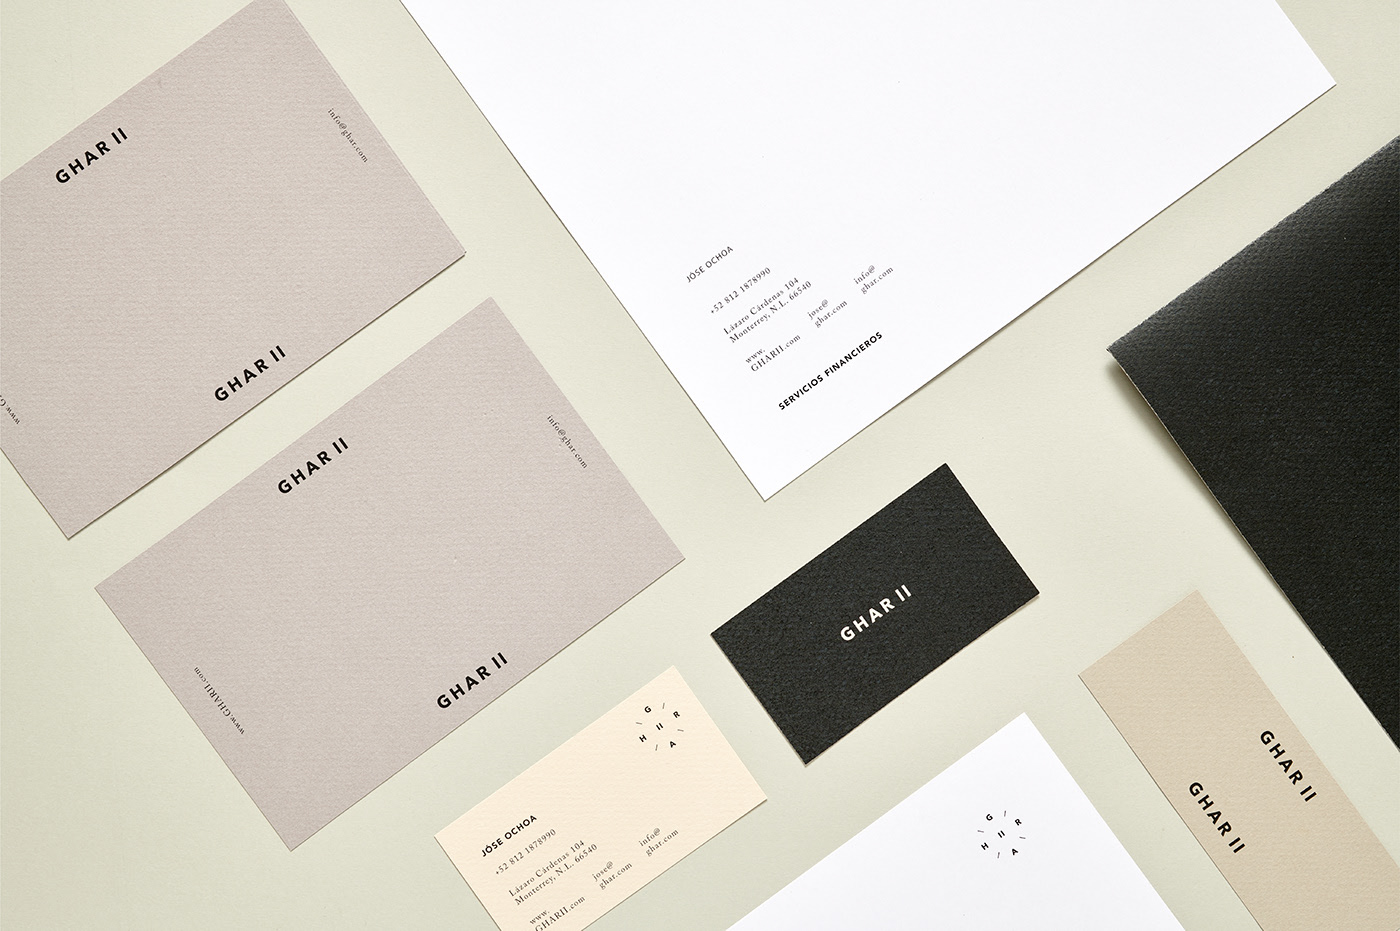 GHAR II
info@ghar.com
GHAR II
GHAR II
info@ghar.com
www.GHARII.com
GHAR II
JÓSE OCHOA
+52 812 1878990
Lázaro Cárdenas 104
Monterrey, N.L. 66540
www.
GHARII.com
jose@
ghar.com
info@
ghar.com
SERVICIOS FINANCIEROS
GHAR II
G
H II R
A
JÓSE OCHOA
+52 812 1878990
Lázaro Cárdenas 104
Monterrey, N.L. 66540
www.
GHARII.com
jose@
ghar.com
info@
ghar.com
G
H II R
A
GHAR II
GHAR II